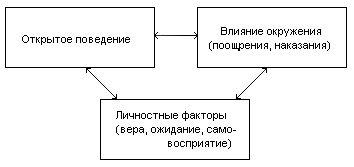 Открытое поведение
Влияние окружения
(поощрения, наказания)
Личностные факторы
(вера, ожидание, само-
восприятие)